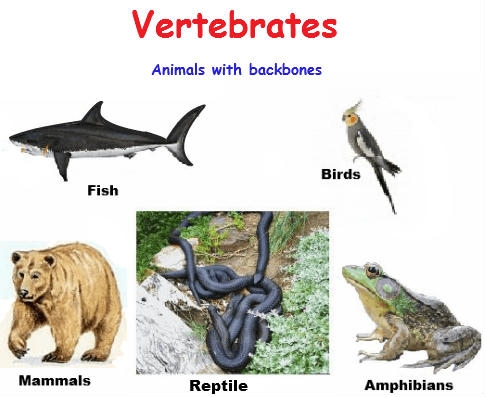 Vertebrates
Animals with backbones
Fish
Birds
Mammals
Reptile
Amphibians